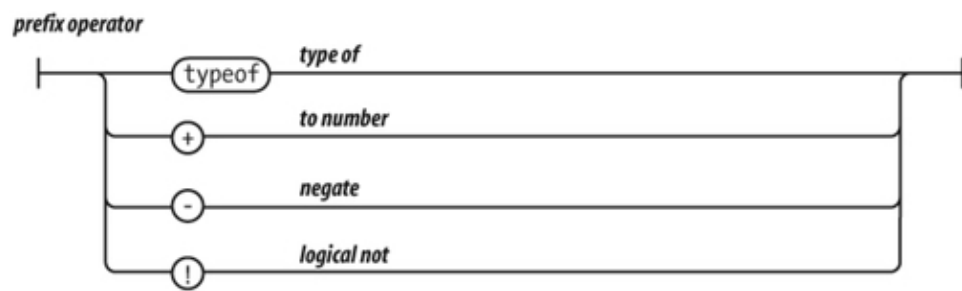 prefix operator
typeof type of
+ to number
- negate
! logical not